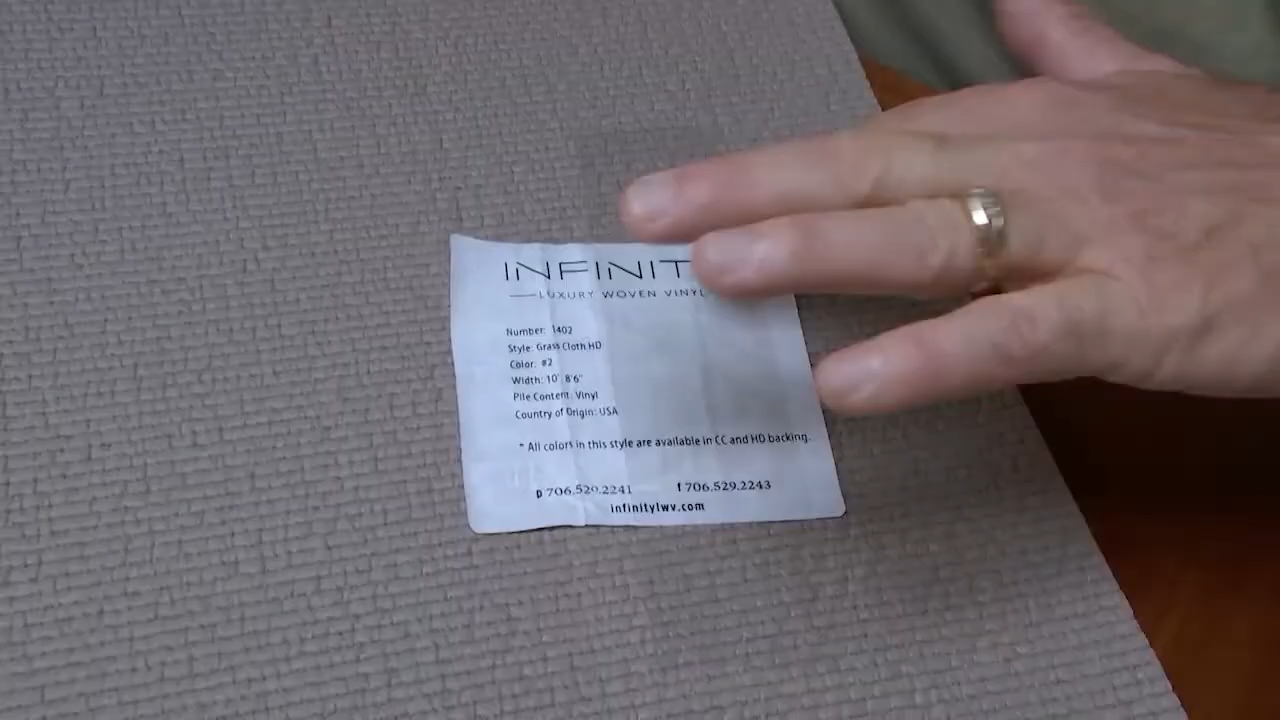 INFINIT
LUXURY WOVEN VINYL
Number: 1402
Style: Grass Cloth HD
Color: #2
Width: 10' 8'6"
Pile Content: Vinyl
Country of Origin: USA
* All colors in this style are available in CC and HD backing.
p 706.529.2241 f 706.529.2243
infinitylwv.com